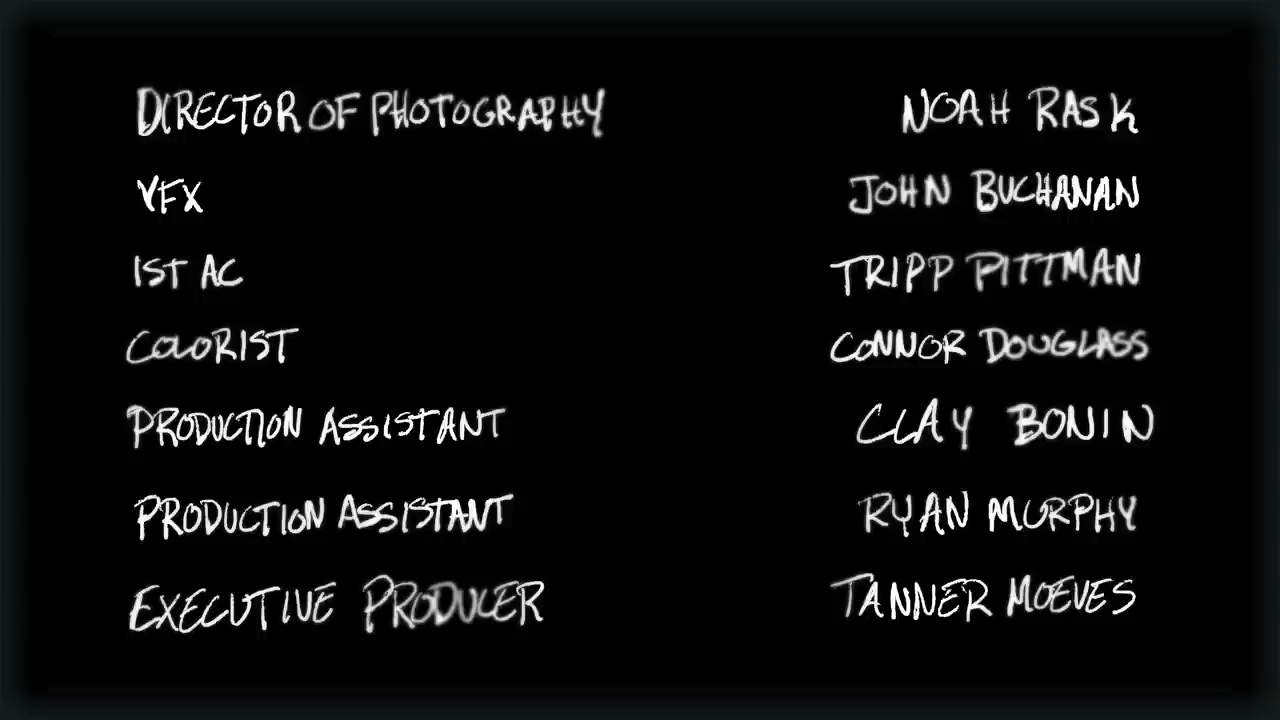 DIRECTOR OF PHOTOGRAPHY NOAH RASK
VFX JOHN BUCHANAN
1ST AC TRIPP PITTMAN
COLORIST CONNOR DOUGLASS
PRODUCTION ASSISTANT CLAY BONIN
PRODUCTION ASSISTANT RYAN MURPHY
EXECUTIVE PRODUCER TANNER MOEVES